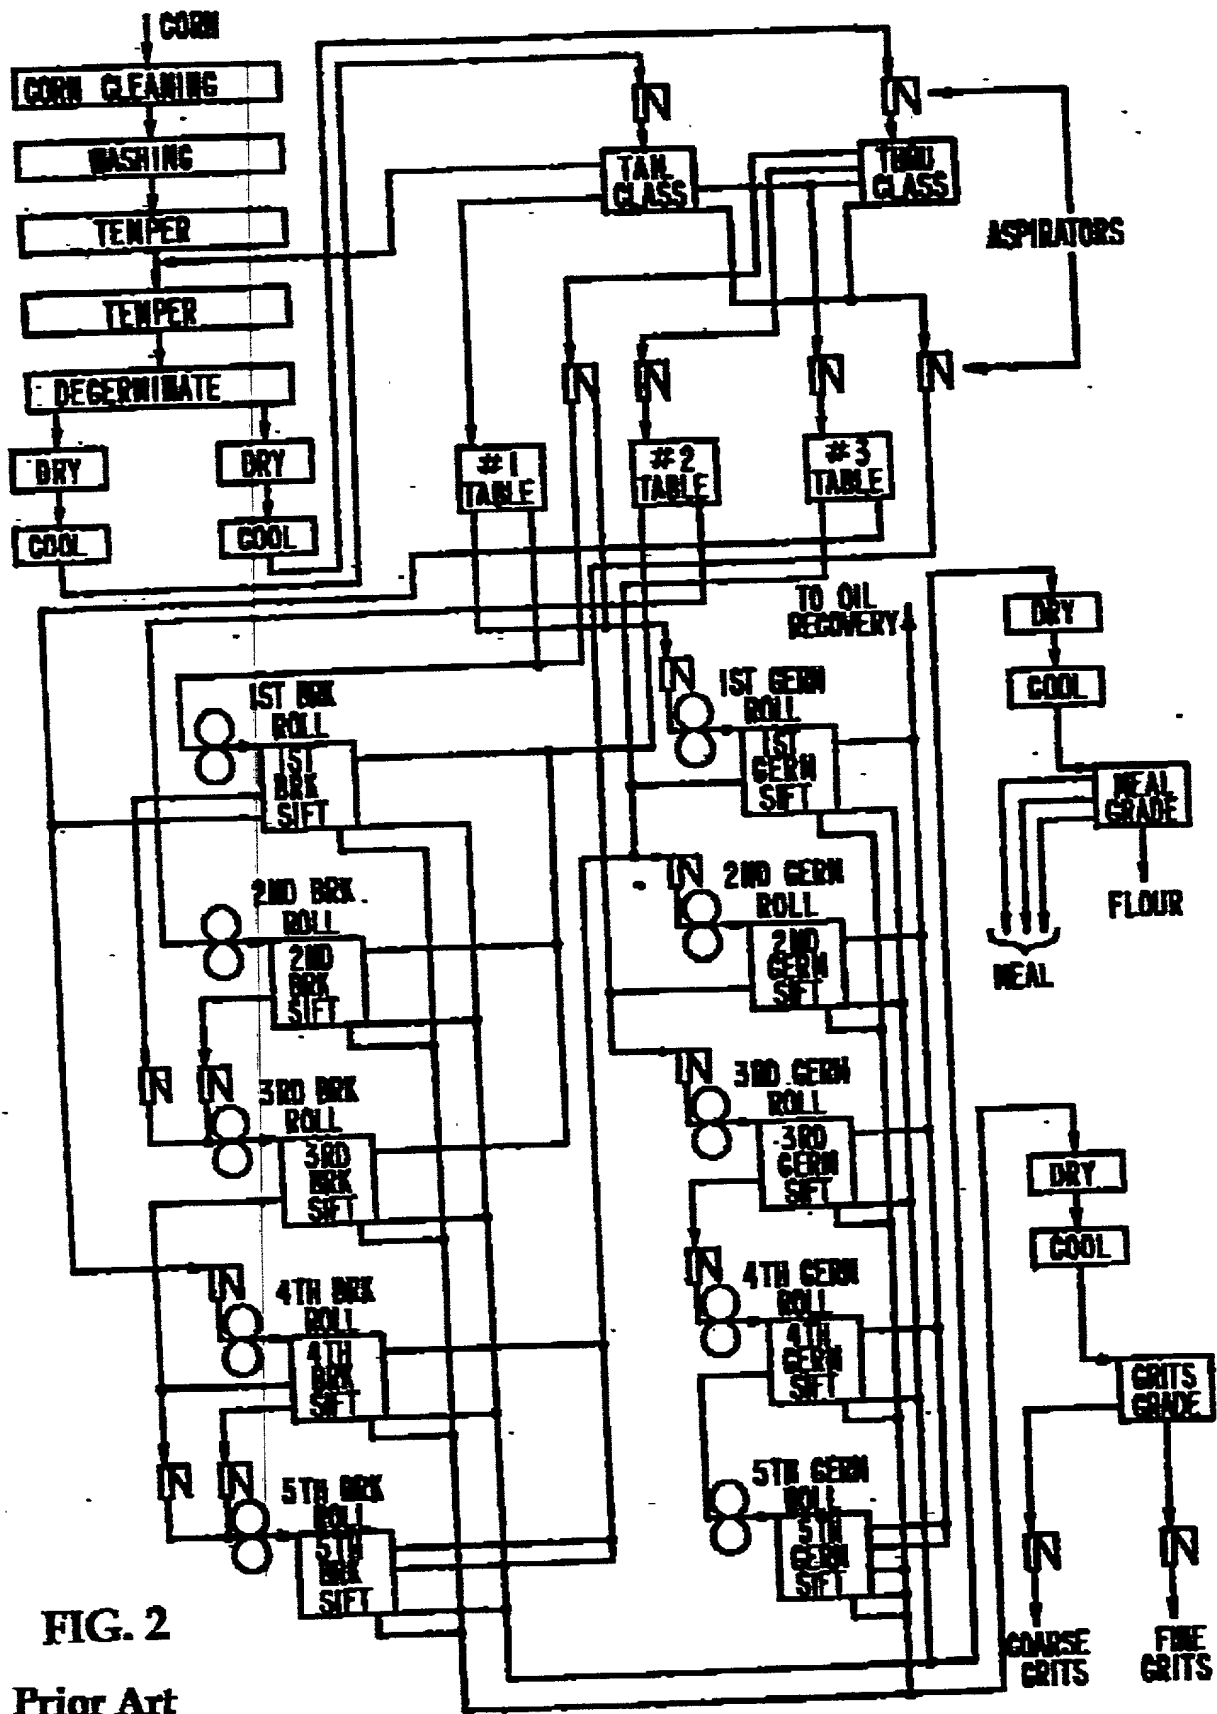 CORN
CORN CLEANING
WASHING
TEMPER
TEMPER
DEGERMINATE
DRY
DRY
COOL
COOL
TAIL
CLASS
THRU
CLASS
ASPIRATORS
#1
TABLE
#2
TABLE
#3
TABLE
TO OIL
RECOVERY
DRY
COOL
MEAL
GRADE
FLOUR
MEAL
1ST BRK
ROLL
1ST
BRK
SIFT
1ST GERM
ROLL
1ST
GERM
SIFT
2ND BRK
ROLL
2ND
BRK
SIFT
2ND GERM
ROLL
2ND
GERM
SIFT
3RD BRK
ROLL
3RD
BRK
SIFT
3RD GERM
ROLL
3RD
GERM
SIFT
DRY
COOL
4TH BRK
ROLL
4TH
BRK
SIFT
4TH GERM
ROLL
4TH
GERM
SIFT
GRITS
GRADE
5TH BRK
ROLL
5TH
BRK
SIFT
5TH GERM
ROLL
5TH
GERM
SIFT
COARSE
GRITS
FINE
GRITS
FIG. 2
Prior Art